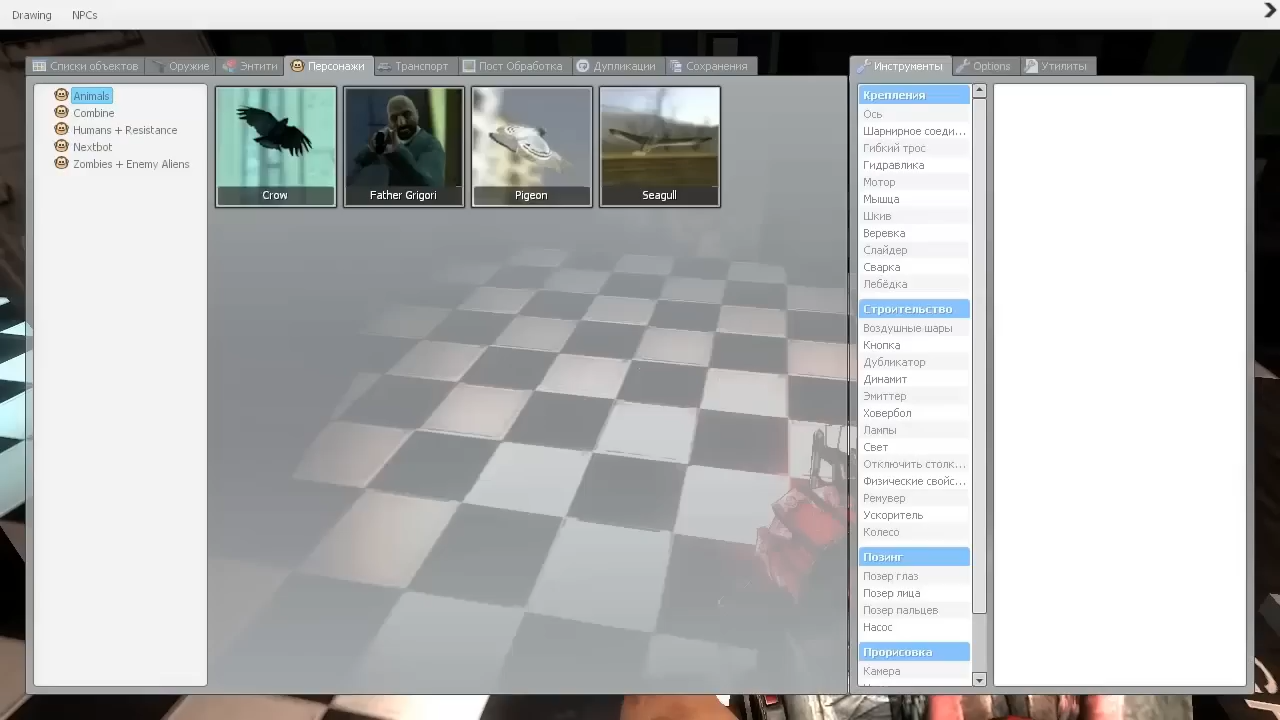 Drawing NPCs
Списки объектов Оружие Энтити Персонажи Транспорт Пост Обработка Дупликации Сохранения
Animals
Combine
Humans + Resistance
Nextbot
Zombies + Enemy Aliens
Crow
Father Grigori
Pigeon
Seagull
Инструменты Options Утилиты
Крепления
Ось
Шарнирное соеди...
Гибкий трос
Гидравлика
Мотор
Мышца
Шкив
Веревка
Слайдер
Сварка
Лебёдка
Строительство
Воздушные шары
Кнопка
Дубликатор
Динамит
Эмиттер
Ховербол
Лампы
Свет
Отключить столк...
Физические свойс...
Ремувер
Ускоритель
Колесо
Позинг
Позер глаз
Позер лица
Позер пальцев
Насос
Прорисовка
Камера